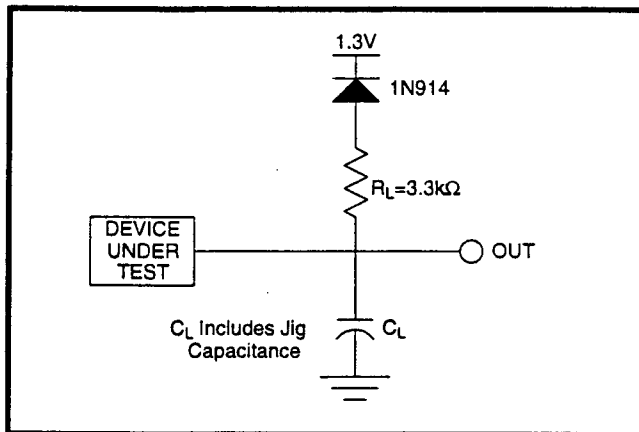 1.3V
1N914
R_L=3.3kΩ
DEVICE
UNDER
TEST
OUT
C_L Includes Jig
Capacitance
C_L